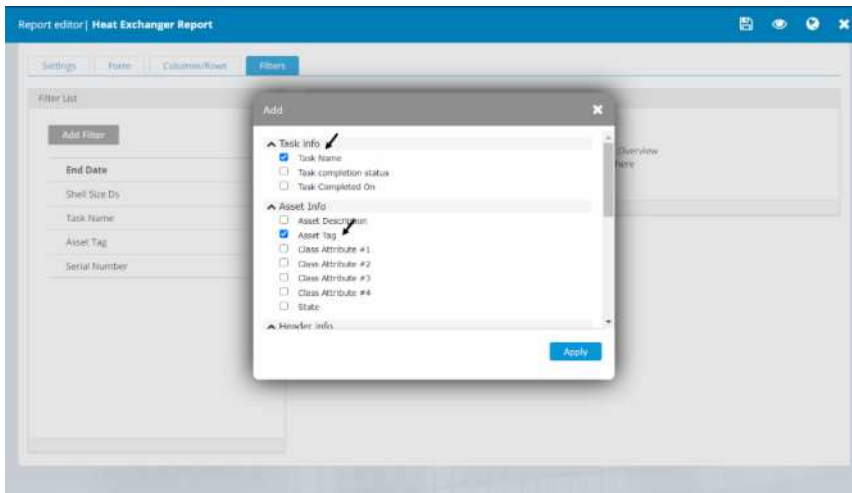 Report editor| Heat Exchanger Report
Settings Form Columns/Rows Filters
Filter List
Add Filter
End Date
Shell Size Ds
Task Name
Asset Tag
Serial Number
Overview
here
Add
Task info
Task Name
Task completion status
Task Completed On
Asset Info
Asset Description
Asset Tag
Class Attribute #1
Class Attribute #2
Class Attribute #3
Class Attribute #4
State
Header info
Apply